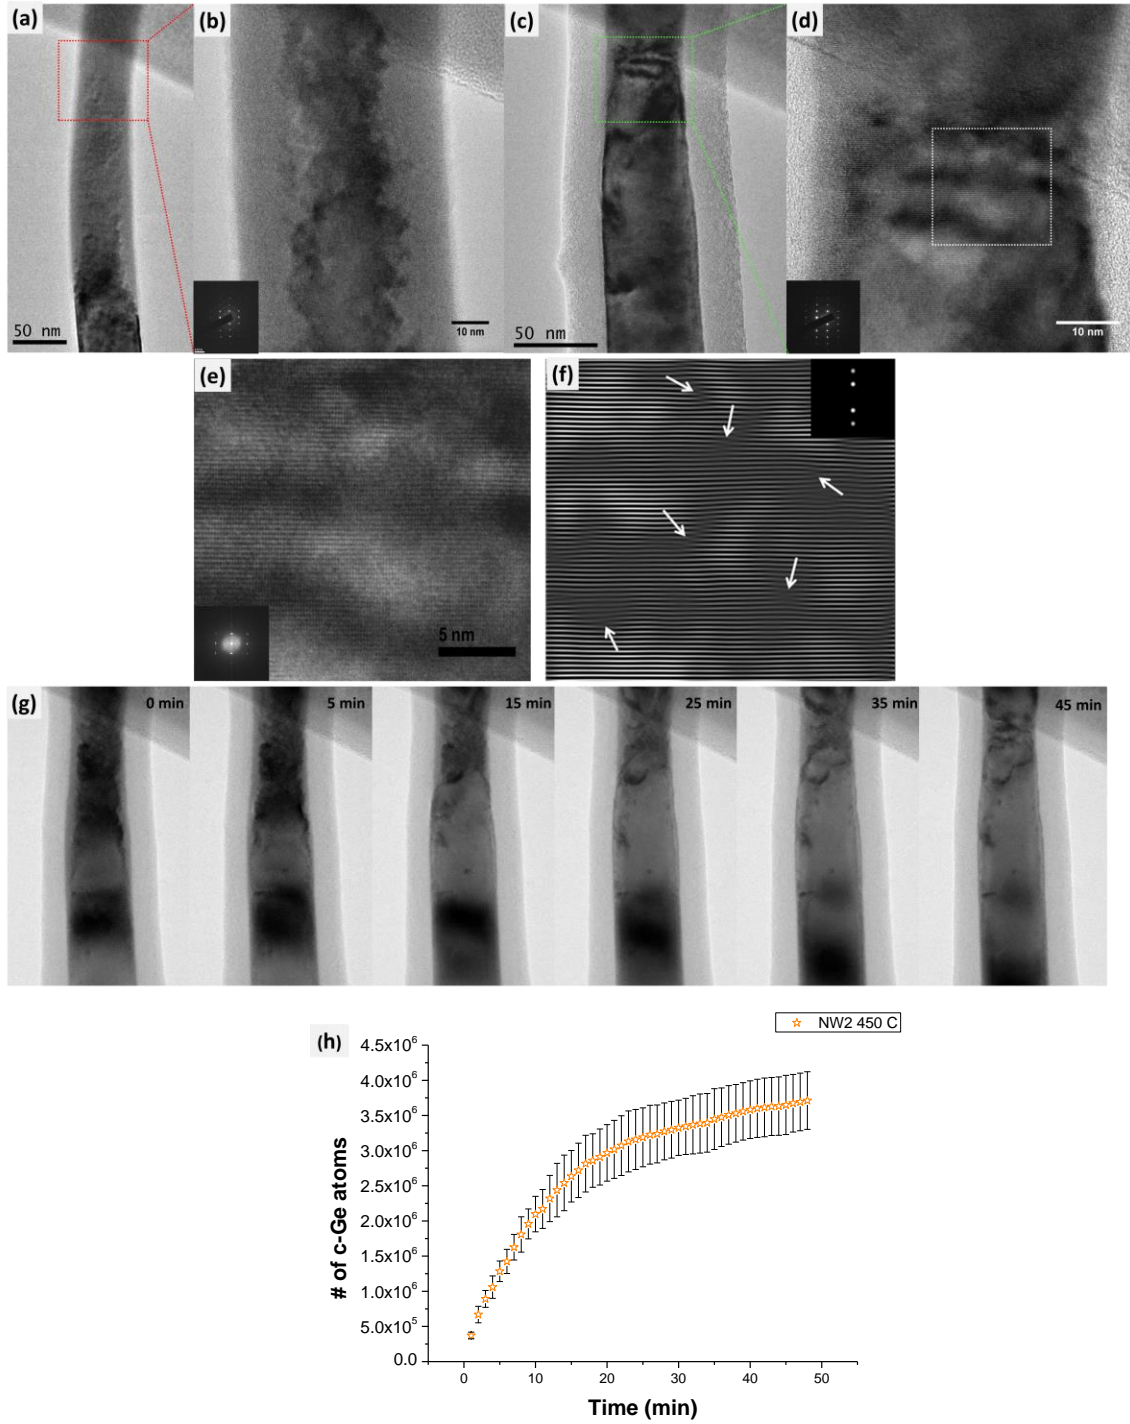 (a)
(b)
(c)
(d)
50 nm
10 nm
50 nm
10 nm
(e)
(f)
5 nm
(g)
0 min
5 min
15 min
25 min
35 min
45 min
(h)
NW2 450 C
4.5x10⁶
4.0x10⁶
3.5x10⁶
3.0x10⁶
2.5x10⁶
2.0x10⁶
1.5x10⁶
1.0x10⁶
5.0x10⁵
0.0
# of c-Ge atoms
0 10 20 30 40 50
Time (min)